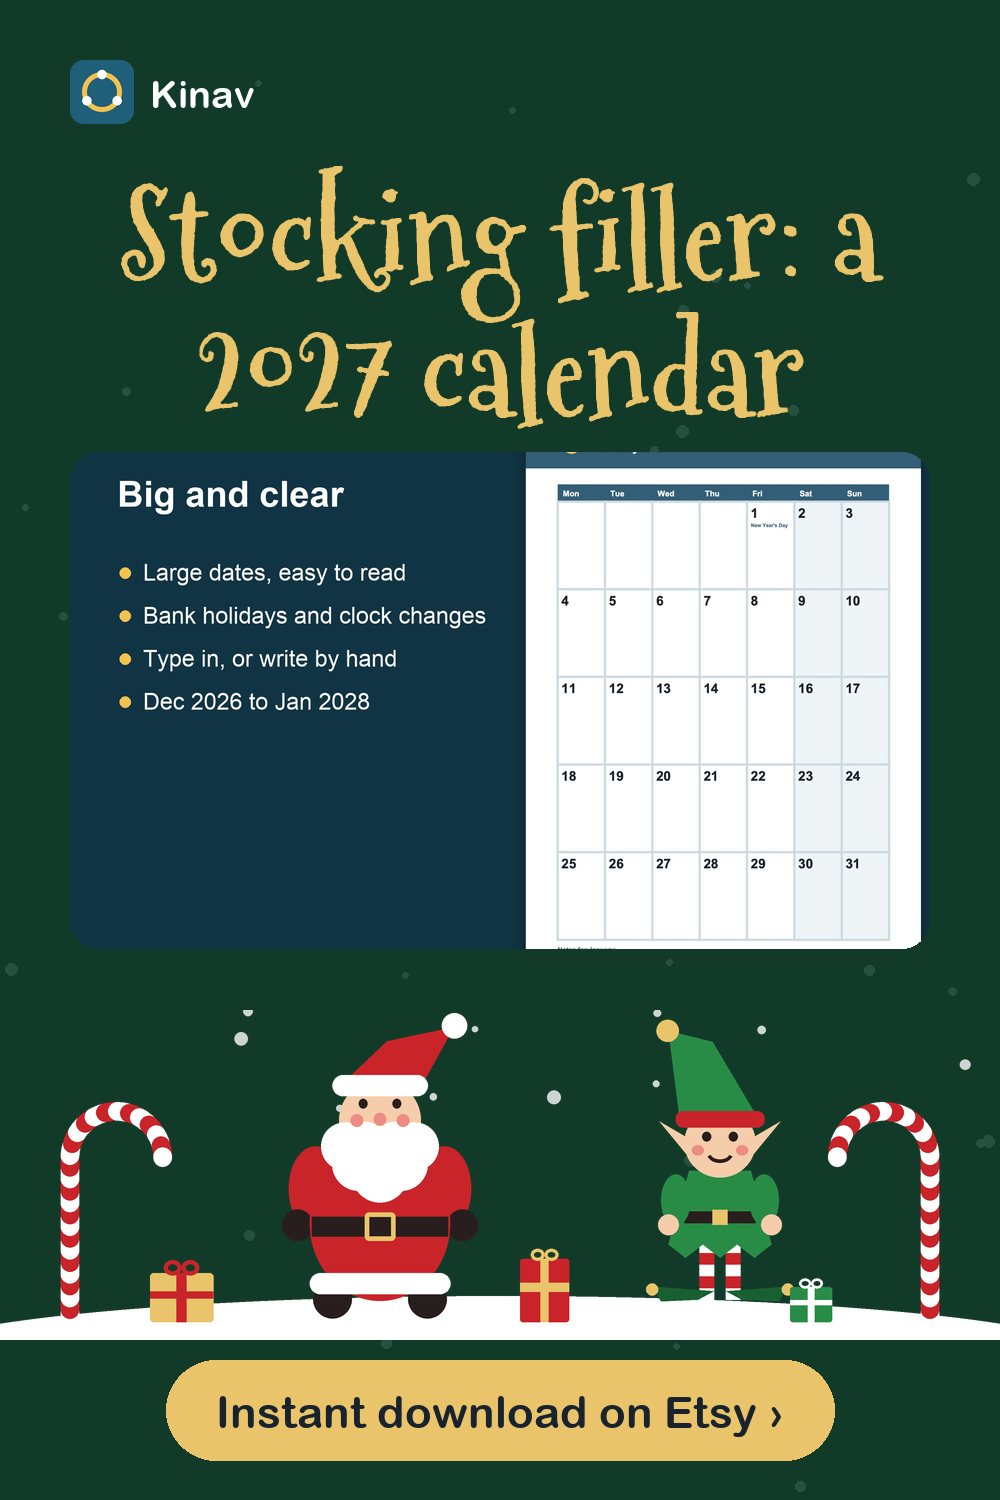 Kinav
Stocking filler: a
2027 calendar
Big and clear
Large dates, easy to read
Bank holidays and clock changes
Type in, or write by hand
Dec 2026 to Jan 2028
Mon Tue Wed Thu Fri Sat Sun
1 2 3
New Year's Day
4 5 6 7 8 9 10
11 12 13 14 15 16 17
18 19 20 21 22 23 24
25 26 27 28 29 30 31
Instant download on Etsy ›